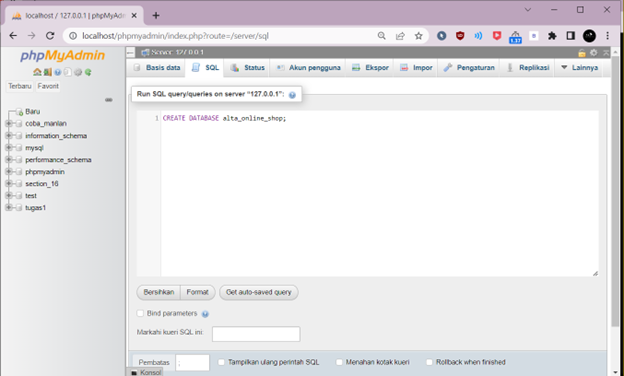 localhost / 127.0.0.1 | phpMyAdm
localhost/phpmyadmin/index.php?route=/server/sql
phpMyAdmin
Terbaru Favorit
Baru
coba_manlan
information_schema
mysql
performance_schema
phpmyadmin
section_16
test
tugas1
Server: 127.0.0.1
Basis data SQL Status Akun pengguna Ekspor Impor Pengaturan Replikasi Lainnya
Run SQL query/queries on server “127.0.0.1”:
1 CREATE DATABASE alta_online_shop;
Bersihkan Format Get auto-saved query
Bind parameters
Markahi kueri SQL ini:
Pembatas ; Tampilkan ulang perintah SQL Menahan kotak kueri Rollback when finished
Konsol